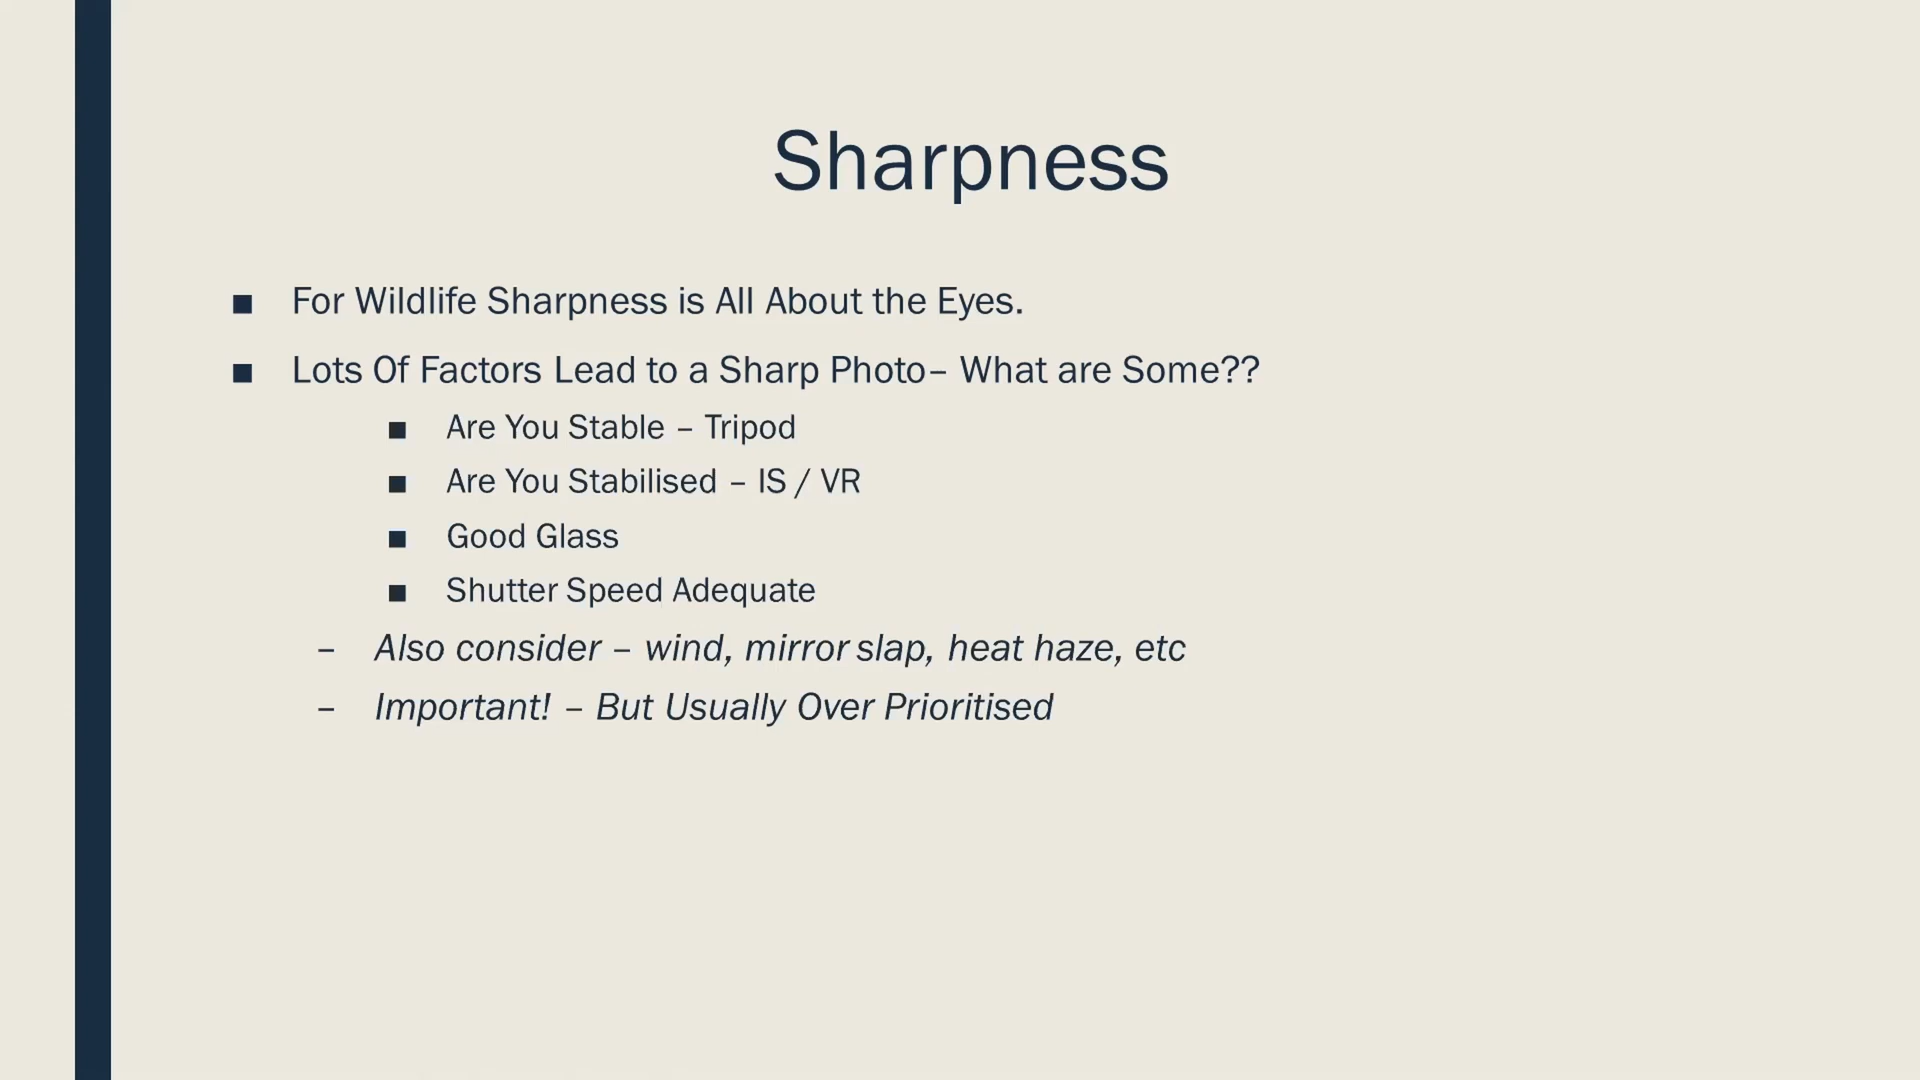 Sharpness
■ For Wildlife Sharpness is All About the Eyes.
■ Lots Of Factors Lead to a Sharp Photo– What are Some??
■ Are You Stable – Tripod
■ Are You Stabilised – IS / VR
■ Good Glass
■ Shutter Speed Adequate
– Also consider – wind, mirror slap, heat haze, etc
– Important! – But Usually Over Prioritised